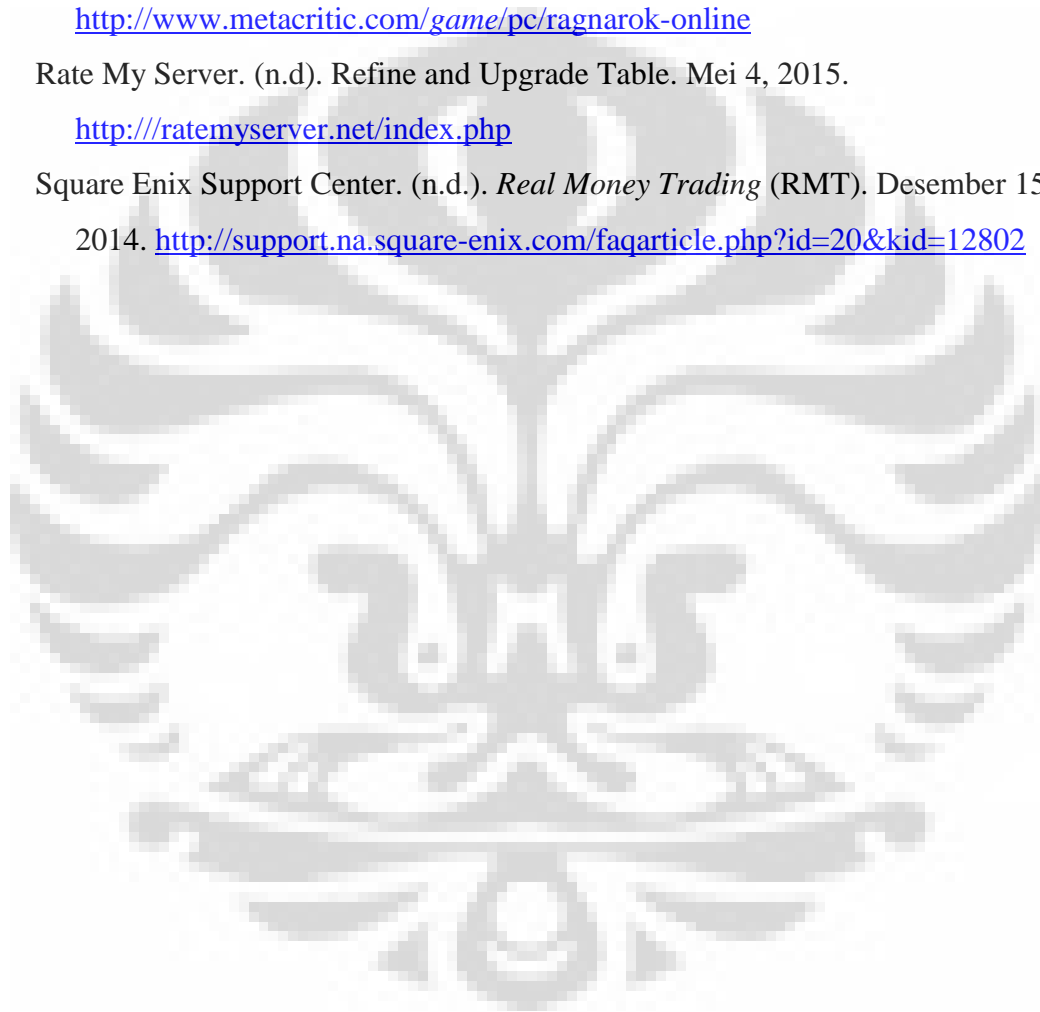 http://www.metacritic.com/game/pc/ragnarok-online
Rate My Server. (n.d). Refine and Upgrade Table. Mei 4, 2015.
http:///ratemyserver.net/index.php
Square Enix Support Center. (n.d.). Real Money Trading (RMT). Desember 15
2014. http://support.na.square-enix.com/faqarticle.php?id=20&kid=12802